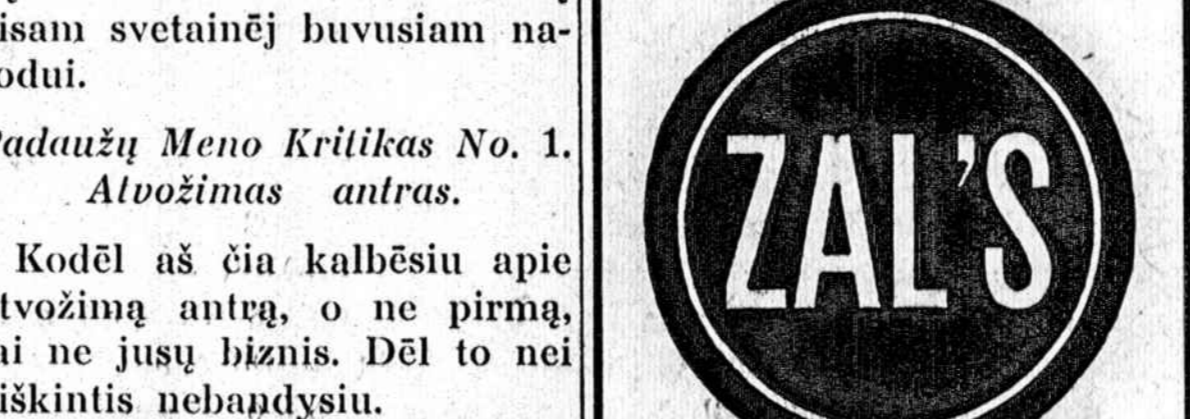 isam svetainēj buvusiam na-
odui.
adaužų Meno Kritikas No. 1.
Atvožimas antras.
Kodēl aš čia kalbēsiu apie
tvožimą antrą, o ne pirmą,
ai ne jusų biznis. Dēl to nei
iškintis nebandysiu.
ZAL'S